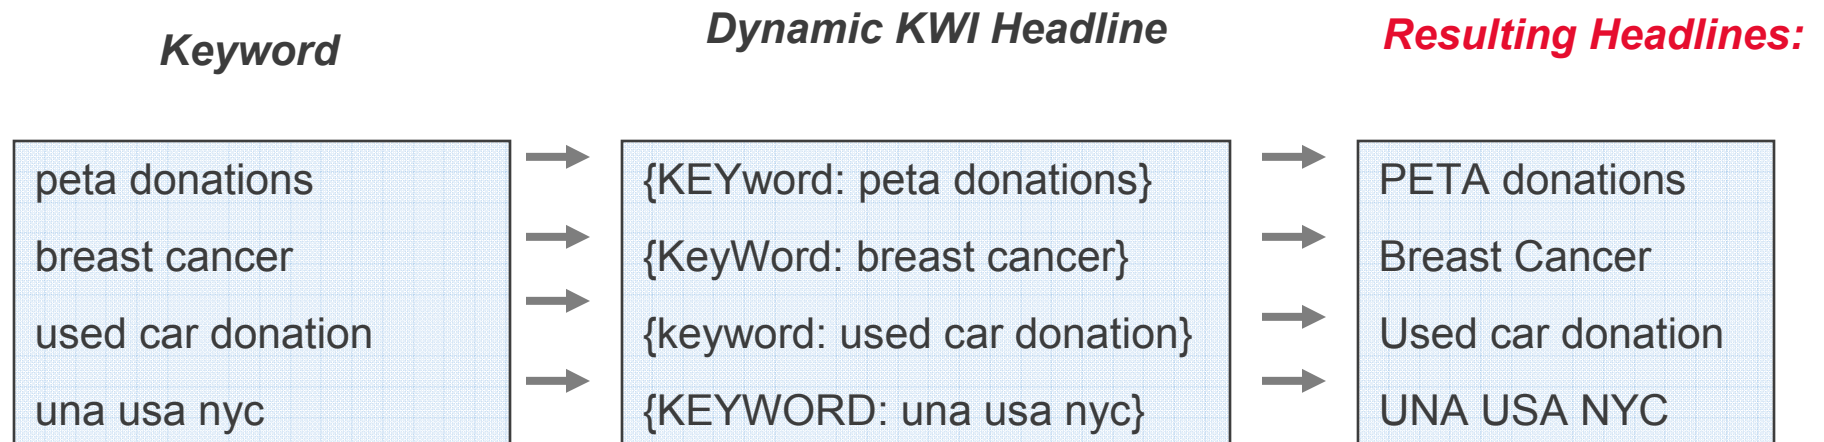 Keyword
Dynamic KWI Headline
Resulting Headlines:
peta donations
{KEYword: peta donations}
PETA donations
breast cancer
{KeyWord: breast cancer}
Breast Cancer
used car donation
{keyword: used car donation}
Used car donation
una usa nyc
{KEYWORD: una usa nyc}
UNA USA NYC